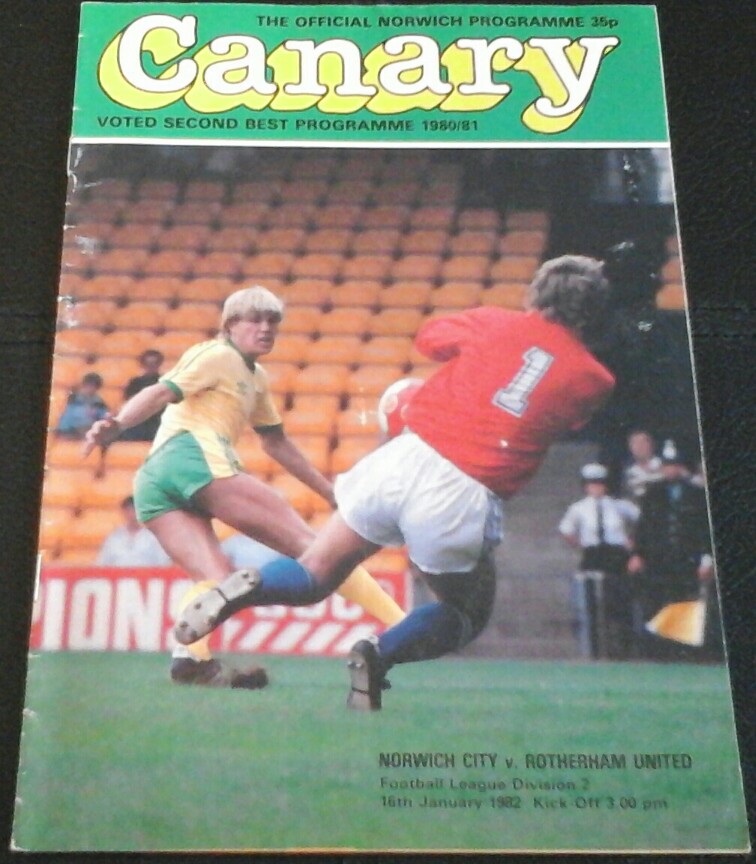 THE OFFICIAL NORWICH PROGRAMME 35p
Canary
VOTED SECOND BEST PROGRAMME 1980/81
1
IONS
NORWICH CITY v. ROTHERHAM UNITED
Football League Division 2
16th January 1982 Kick Off 3.00 pm